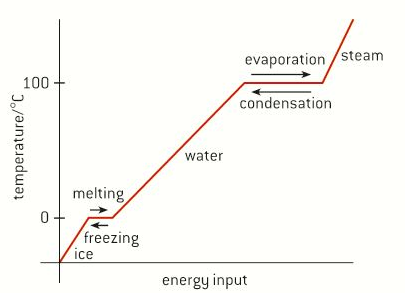 evaporation
steam
100
condensation
temperature/°C
water
melting
0
freezing
ice
energy input